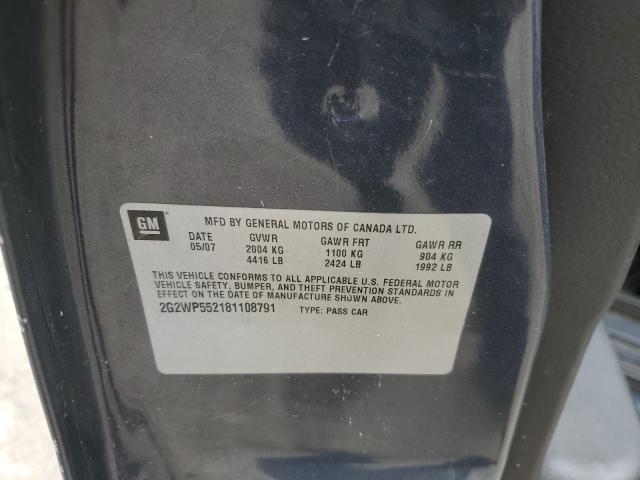 GM
MFD BY GENERAL MOTORS OF CANADA LTD.
DATE GVWR GAWR FRT GAWR RR
05/07 2004 KG 1100 KG 904 KG
4416 LB 2424 LB 1992 LB
THIS VEHICLE CONFORMS TO ALL APPLICABLE U.S. FEDERAL MOTOR
VEHICLE SAFETY, BUMPER, AND THEFT PREVENTION STANDARDS IN
EFFECT ON THE DATE OF MANUFACTURE SHOWN ABOVE.
2G2WP552181108791 TYPE: PASS CAR